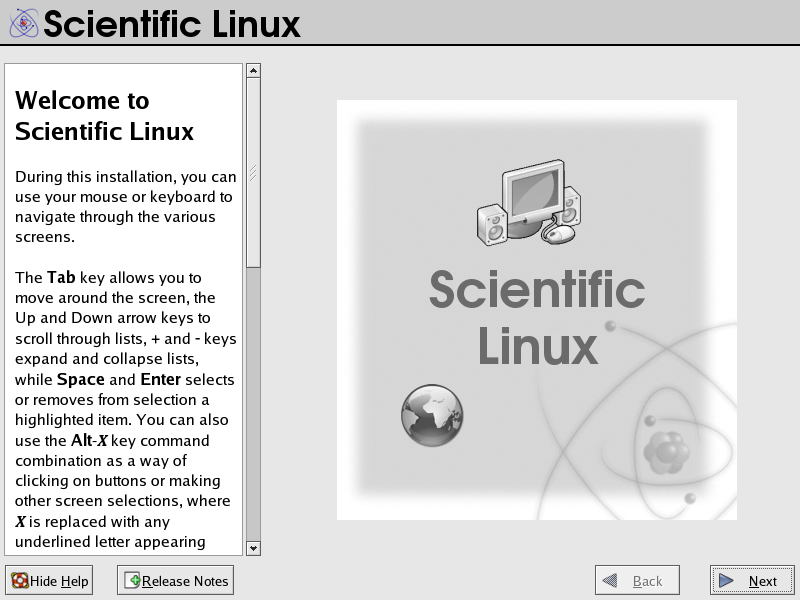 Scientific Linux
Welcome to
Scientific Linux
During this installation, you can
use your mouse or keyboard to
navigate through the various
screens.
The Tab key allows you to
move around the screen, the
Up and Down arrow keys to
scroll through lists, + and - keys
expand and collapse lists,
while Space and Enter selects
or removes from selection a
highlighted item. You can also
use the Alt-X key command
combination as a way of
clicking on buttons or making
other screen selections, where
X is replaced with any
underlined letter appearing
Scientific
Linux
Hide Help
Release Notes
Back
Next